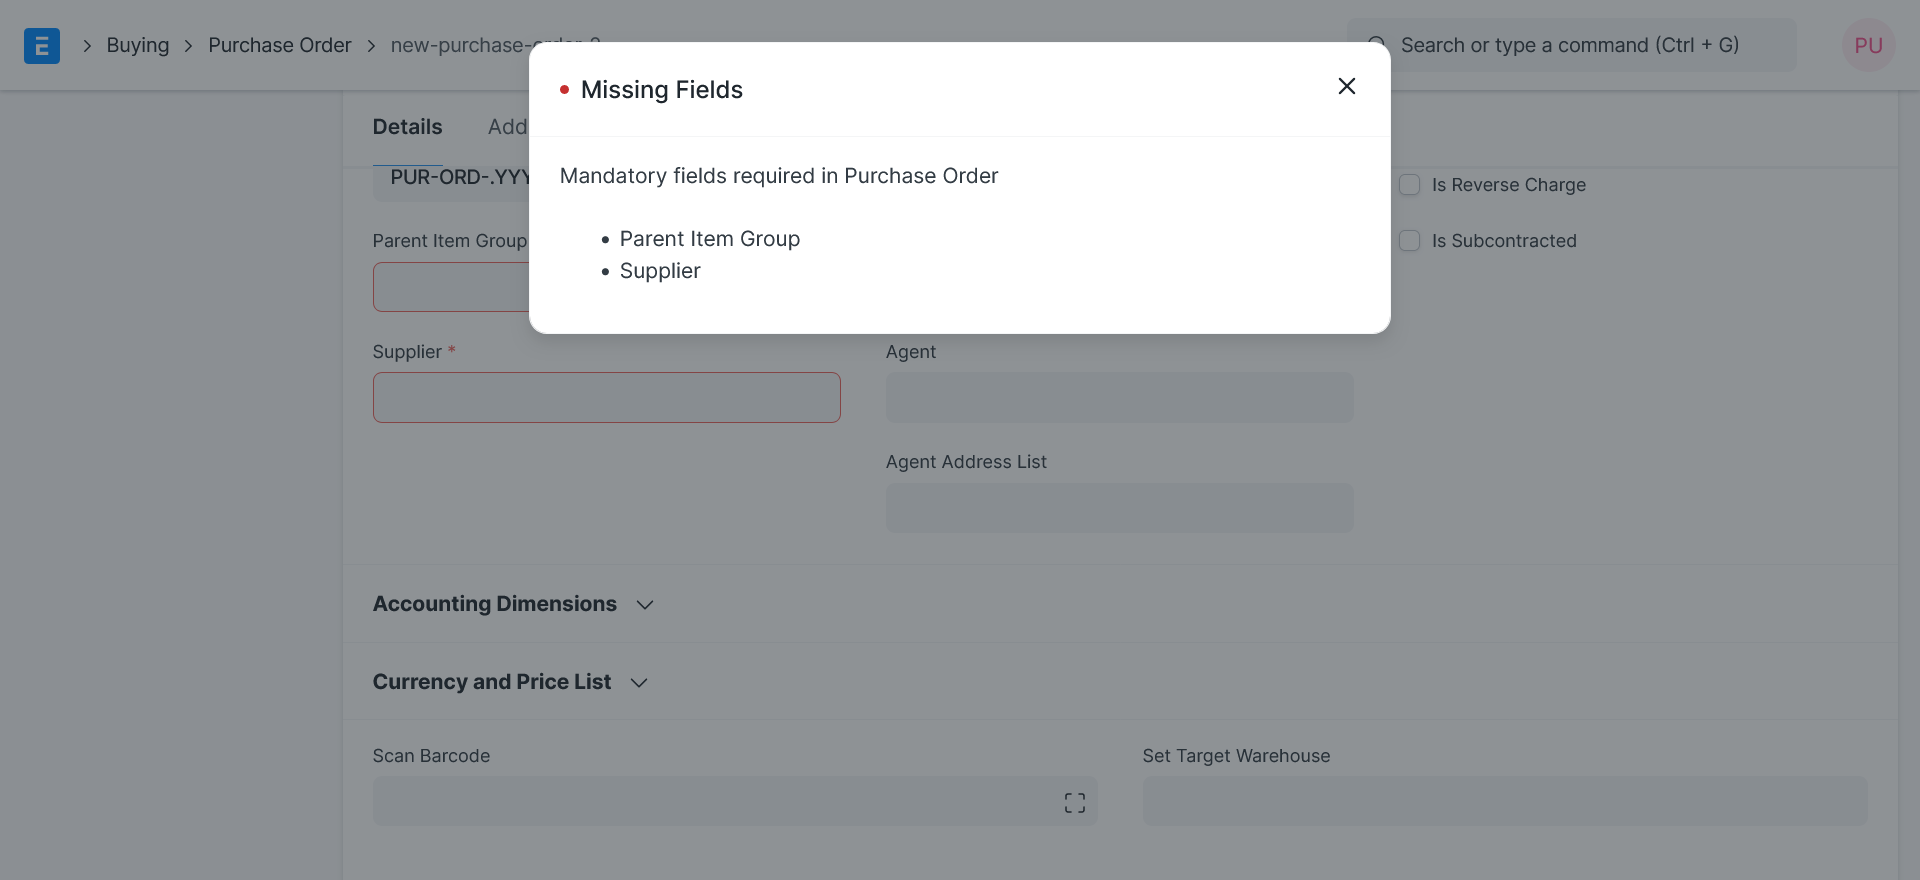 E
Buying
Purchase Order
new-purchase-order-2
Search or type a command (Ctrl + G)
PU
Missing Fields
Mandatory fields required in Purchase Order
Parent Item Group
Supplier
Details
Add
PUR-ORD-.YYY
Is Reverse Charge
Parent Item Group
Is Subcontracted
Supplier *
Agent
Agent Address List
Accounting Dimensions
Currency and Price List
Scan Barcode
Set Target Warehouse